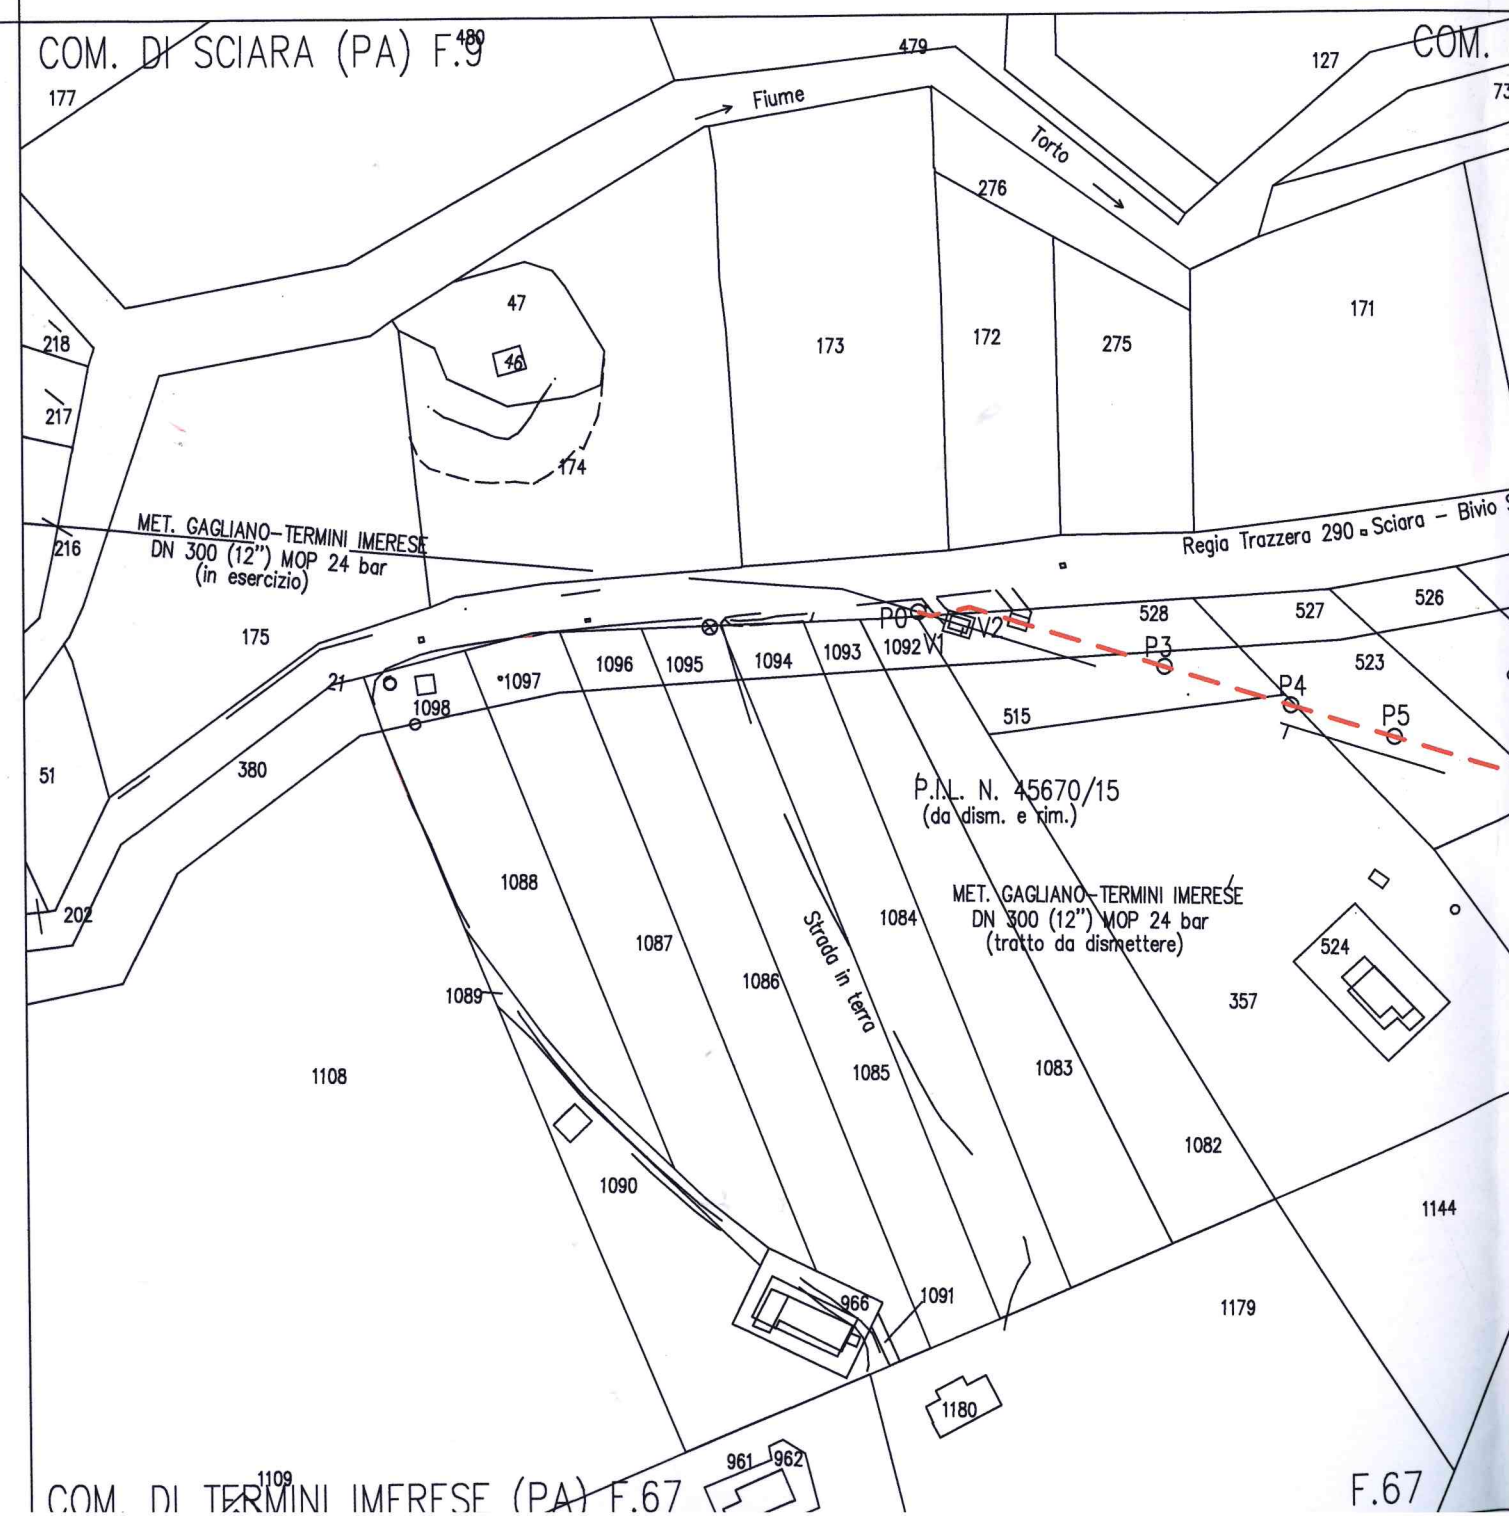 COM. DI SCIARA (PA) F.9
480
479
127
COM.
177
73
Fiume
Torto
276
47
46
218
217
173
172
275
171
174
MET. GAGLIANO-TERMINI IMERESE
DN 300 (12") MOP 24 bar
(in esercizio)
216
Regia Trazzera 290
Sciara - Bivio S
175
P0
V1
V2
528
527
526
21
1098
1097
1096
1095
1094
1093
1092
P3
523
P4
P5
515
51
380
P.I.L. N. 45670/15
(da dism. e rim.)
MET. GAGLIANO-TERMINI IMERESE
DN 300 (12") MOP 24 bar
(tratto da dismettere)
202
1088
1087
1086
1084
Strada in terra
524
357
1089
1108
1085
1083
1082
1090
1144
966
1091
1179
1180
961
962
1109
COM. DI TERMINI IMERESE (PA) F.67
F.67